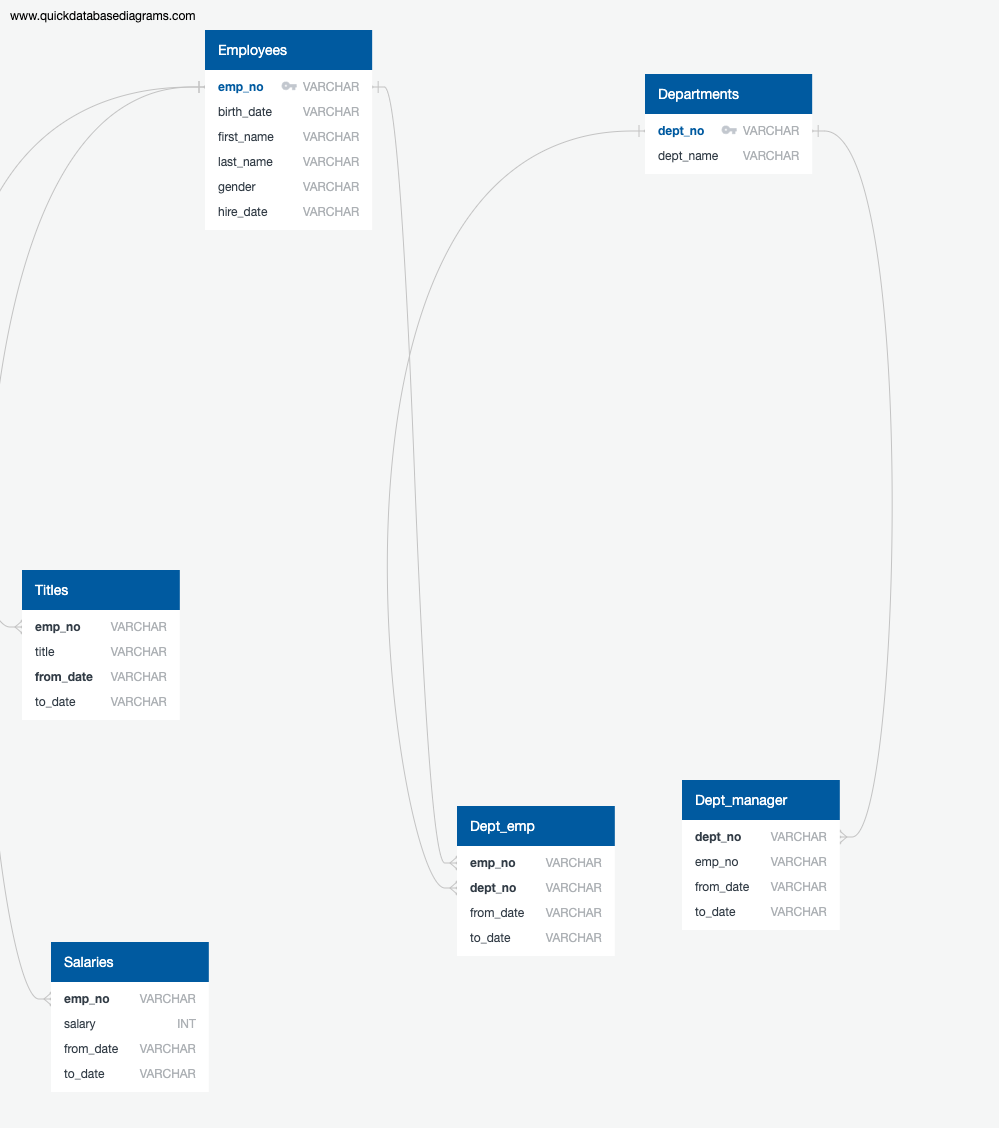 www.quickdatabasediagrams.com
Employees
emp_no VARCHAR
birth_date VARCHAR
first_name VARCHAR
last_name VARCHAR
gender VARCHAR
hire_date VARCHAR
Departments
dept_no VARCHAR
dept_name VARCHAR
Titles
emp_no VARCHAR
title VARCHAR
from_date VARCHAR
to_date VARCHAR
Dept_emp
emp_no VARCHAR
dept_no VARCHAR
from_date VARCHAR
to_date VARCHAR
Dept_manager
dept_no VARCHAR
emp_no VARCHAR
from_date VARCHAR
to_date VARCHAR
Salaries
emp_no VARCHAR
salary INT
from_date VARCHAR
to_date VARCHAR